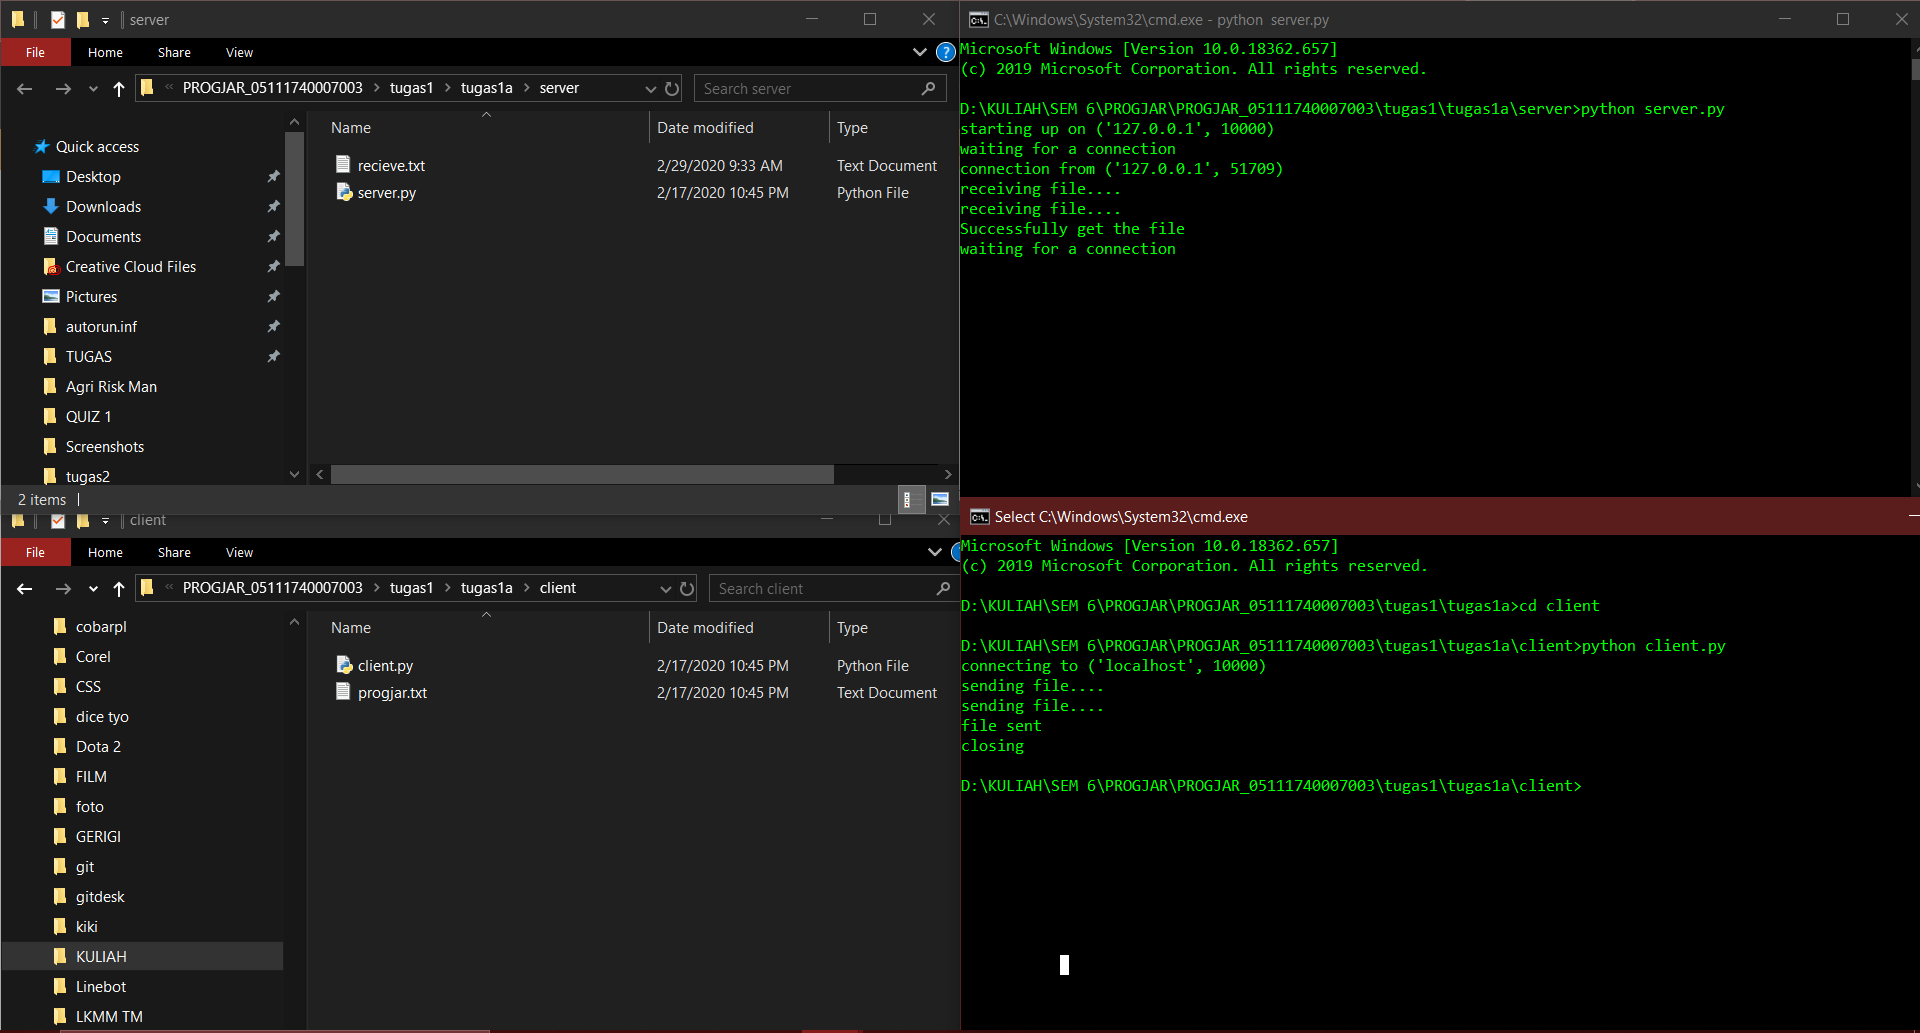 server
File Home Share View
PROGJAR_05111740007003 tugas1 tugas1a server
Search server
Name Date modified Type
recieve.txt 2/29/2020 9:33 AM Text Document
server.py 2/17/2020 10:45 PM Python File
Quick access
Desktop
Downloads
Documents
Creative Cloud Files
Pictures
autorun.inf
TUGAS
Agri Risk Man
QUIZ 1
Screenshots
tugas2
2 items
C:\Windows\System32\cmd.exe - python  server.py
Microsoft Windows [Version 10.0.18362.657]
(c) 2019 Microsoft Corporation. All rights reserved.
D:\KULIAH\SEM 6\PROGJAR\PROGJAR_05111740007003\tugas1\tugas1a\server>python server.py
starting up on ('127.0.0.1', 10000)
waiting for a connection
connection from ('127.0.0.1', 51709)
receiving file....
receiving file....
Successfully get the file
waiting for a connection
client
File Home Share View
PROGJAR_05111740007003 tugas1 tugas1a client
Search client
Name Date modified Type
client.py 2/17/2020 10:45 PM Python File
progjar.txt 2/17/2020 10:45 PM Text Document
cobarpl
Corel
CSS
dice tyo
Dota 2
FILM
foto
GERIGI
git
gitdesk
kiki
KULIAH
Linebot
LKMM TM
Select C:\Windows\System32\cmd.exe
Microsoft Windows [Version 10.0.18362.657]
(c) 2019 Microsoft Corporation. All rights reserved.
D:\KULIAH\SEM 6\PROGJAR\PROGJAR_05111740007003\tugas1\tugas1a>cd client
D:\KULIAH\SEM 6\PROGJAR\PROGJAR_05111740007003\tugas1\tugas1a\client>python client.py
connecting to ('localhost', 10000)
sending file....
sending file....
file sent
closing
D:\KULIAH\SEM 6\PROGJAR\PROGJAR_05111740007003\tugas1\tugas1a\client>